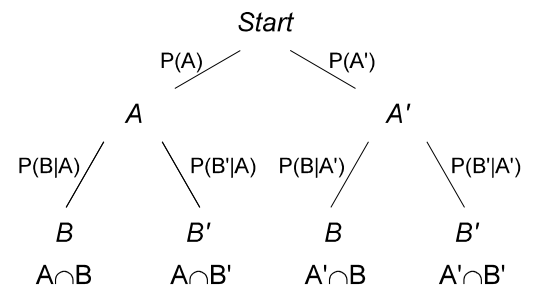 Start
P(A) P(A')
A A'
P(B|A) P(B'|A) P(B|A') P(B'|A')
B B' B B'
A∩B A∩B' A'∩B A'∩B'